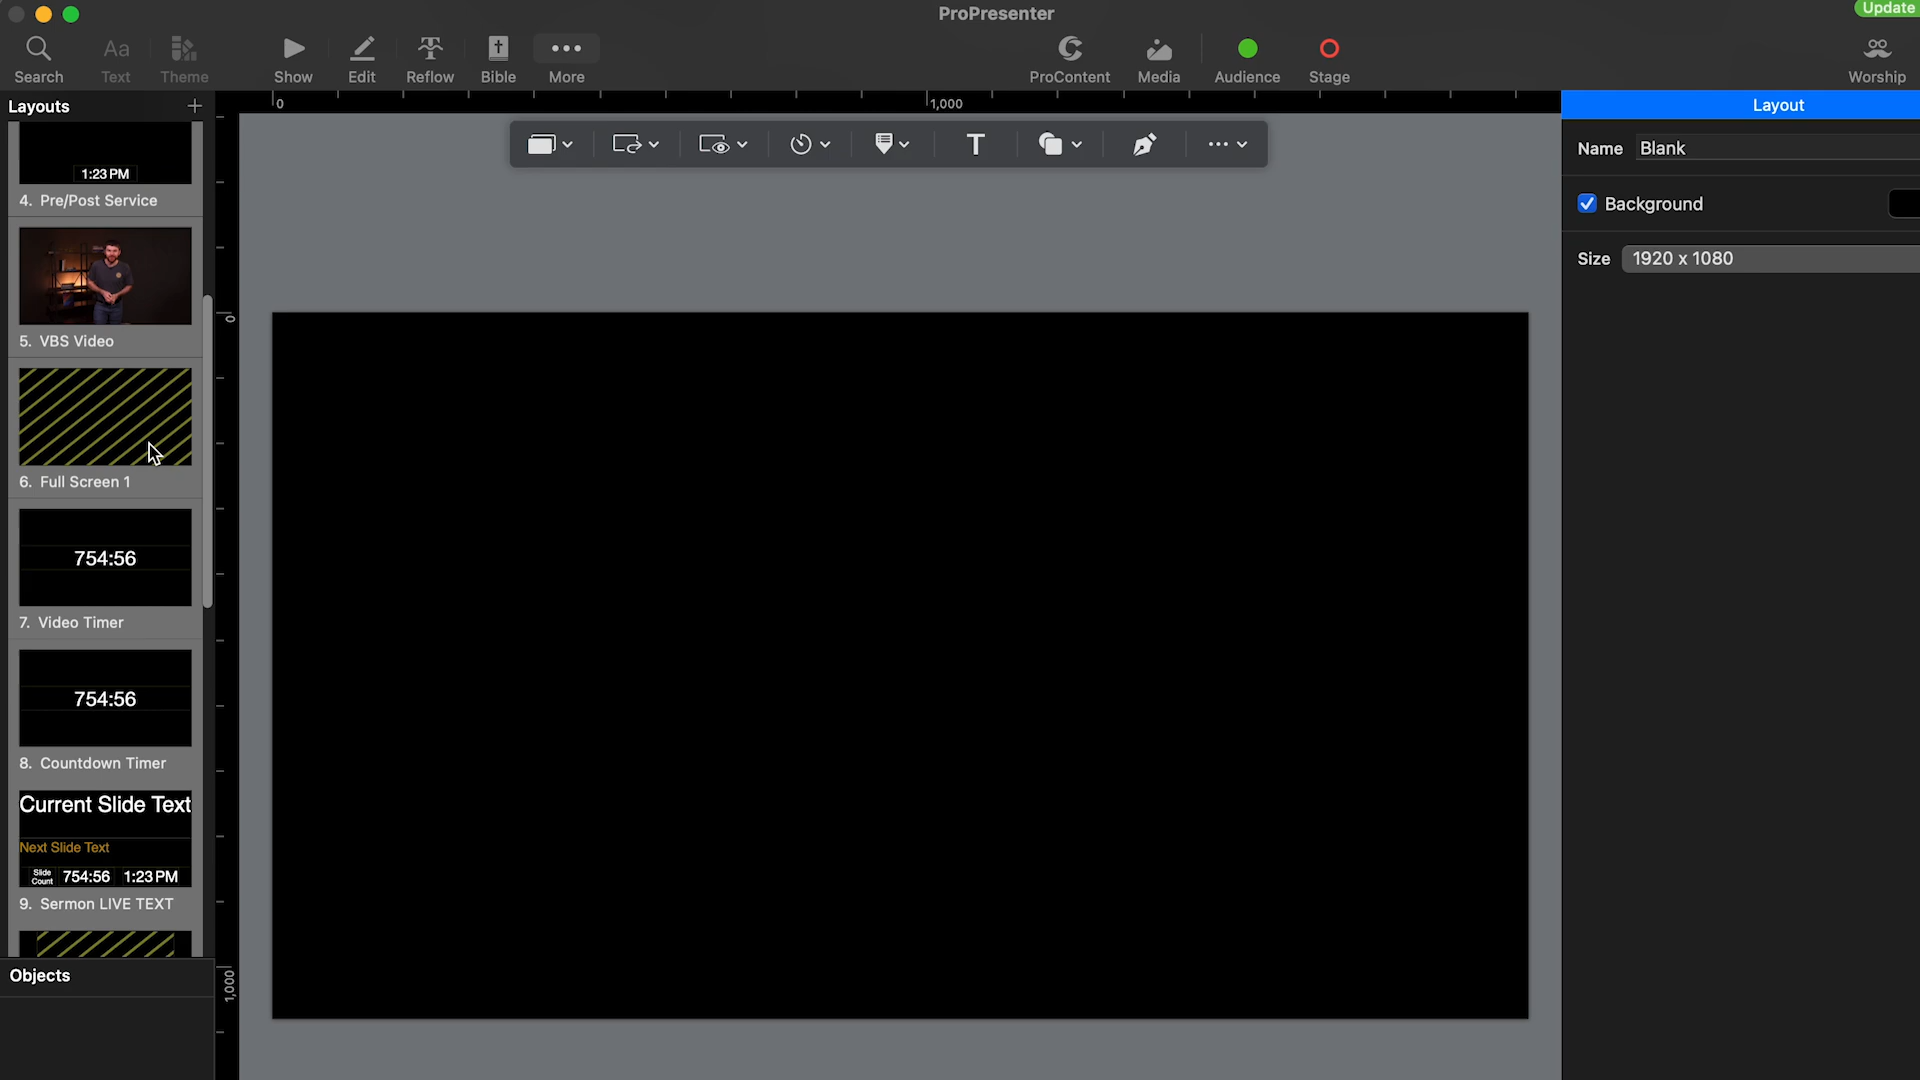 ProPresenter
Update
Search
Aa
Text
Theme
Show
Edit
Reflow
Bible
More
ProContent
Media
Audience
Stage
Worship
Layouts
+
0
1,000
Layout
Name
Blank
Background
Size
1920 x 1080
T
0
1,000
1:23 PM
4. Pre/Post Service
5. VBS Video
6. Full Screen 1
754:56
7. Video Timer
754:56
8. Countdown Timer
Current Slide Text
Next Slide Text
Slide
Count
754:56
1:23 PM
9. Sermon LIVE TEXT
Objects